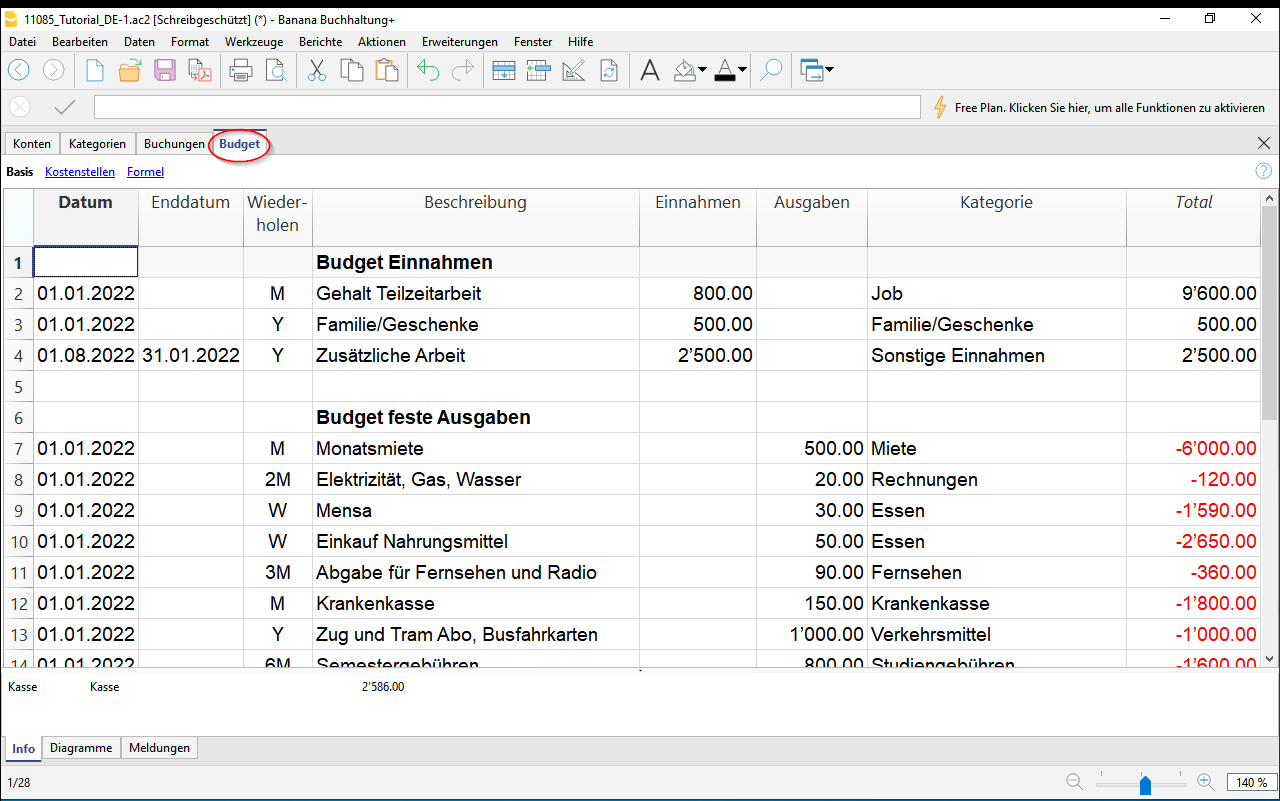 11085_Tutorial_DE-1.ac2 [Schreibgeschützt] (*) - Banana Buchhaltung+
Datei Bearbeiten Daten Format Werkzeuge Berichte Aktionen Erweiterungen Fenster Hilfe
Free Plan. Klicken Sie hier, um alle Funktionen zu aktivieren
Konten Kategorien Buchungen Budget
Basis Kostenstellen Formel
Datum Enddatum Wieder-holen Beschreibung Einnahmen Ausgaben Kategorie Total
1 Budget Einnahmen
2 01.01.2022 M Gehalt Teilzeitarbeit 800.00 Job 9’600.00
3 01.01.2022 Y Familie/Geschenke 500.00 Familie/Geschenke 500.00
4 01.08.2022 31.01.2022 Y Zusätzliche Arbeit 2’500.00 Sonstige Einnahmen 2’500.00
5
6 Budget feste Ausgaben
7 01.01.2022 M Monatsmiete 500.00 Miete -6’000.00
8 01.01.2022 2M Elektrizität, Gas, Wasser 20.00 Rechnungen -120.00
9 01.01.2022 W Mensa 30.00 Essen -1’590.00
10 01.01.2022 W Einkauf Nahrungsmittel 50.00 Essen -2’650.00
11 01.01.2022 3M Abgabe für Fernsehen und Radio 90.00 Fernsehen -360.00
12 01.01.2022 M Krankenkasse 150.00 Krankenkasse -1’800.00
13 01.01.2022 Y Zug und Tram Abo, Busfahrkarten 1’000.00 Verkehrsmittel -1’000.00
14 01.01.2022 6M Semestergebühren 800.00 Studiengebühren -1’600.00
Kasse Kasse 2’586.00
Info Diagramme Meldungen
1/28 140 %